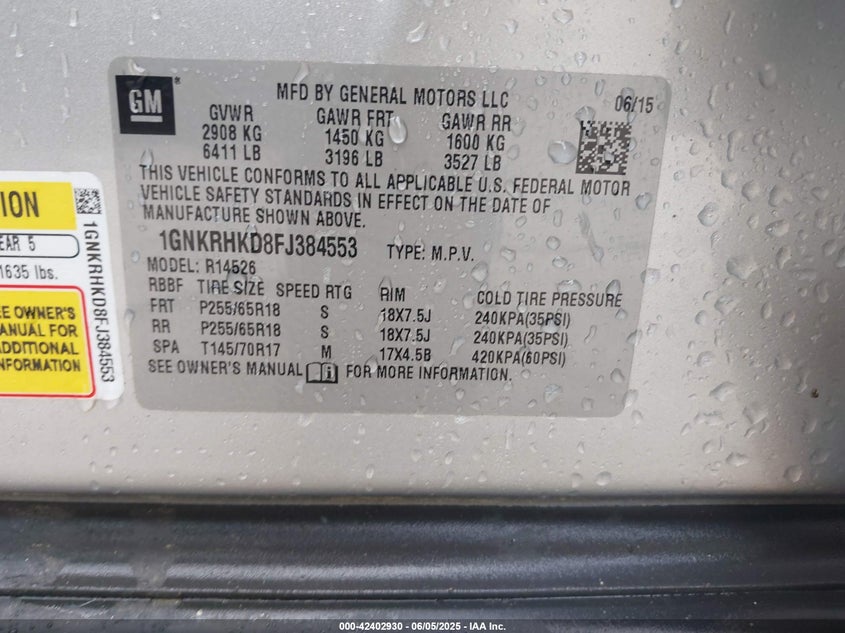 GM
®
MFD BY GENERAL MOTORS LLC
06/15
GVWR GAWR FRT GAWR RR
2908 KG 1450 KG 1600 KG
6411 LB 3196 LB 3527 LB
THIS VEHICLE CONFORMS TO ALL APPLICABLE U.S. FEDERAL MOTOR
VEHICLE SAFETY STANDARDS IN EFFECT ON THE DATE OF
MANUFACTURE SHOWN ABOVE.
1GNKRHKD8FJ384553 TYPE: M.P.V.
MODEL: R14526
RBBF TIRE SIZE SPEED RTG RIM COLD TIRE PRESSURE
FRT P255/65R18 S 18X7.5J 240KPA(35PSI)
RR P255/65R18 S 18X7.5J 240KPA(35PSI)
SPA T145/70R17 M 17X4.5B 420KPA(60PSI)
SEE OWNER'S MANUAL FOR MORE INFORMATION.
ION
EAR 5
1635 lbs.
EE OWNER'S
ANUAL FOR
ADDITIONAL
NFORMATION
1GNKRHKD8FJ384553
000-42402930 - 06/05/2025 - IAA Inc.